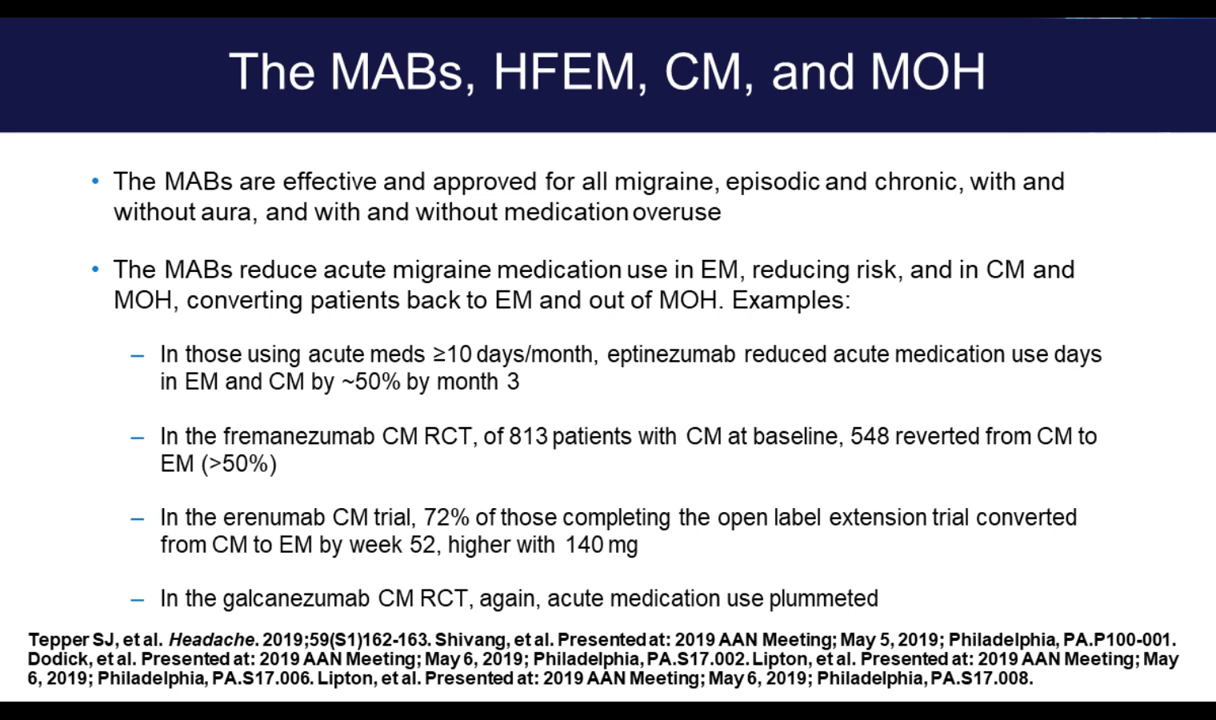 The MABs, HFEM, CM, and MOH
• The MABs are effective and approved for all migraine, episodic and chronic, with and
without aura, and with and without medication overuse
• The MABs reduce acute migraine medication use in EM, reducing risk, and in CM and
MOH, converting patients back to EM and out of MOH. Examples:
– In those using acute meds ≥10 days/month, eptinezumab reduced acute medication use days
in EM and CM by ~50% by month 3
– In the fremanezumab CM RCT, of 813 patients with CM at baseline, 548 reverted from CM to
EM (>50%)
– In the erenumab CM trial, 72% of those completing the open label extension trial converted
from CM to EM by week 52, higher with 140 mg
– In the galcanezumab CM RCT, again, acute medication use plummeted
Tepper SJ, et al. Headache. 2019;59(S1)162-163. Shivang, et al. Presented at: 2019 AAN Meeting; May 5, 2019; Philadelphia, PA.P100-001.
Dodick, et al. Presented at: 2019 AAN Meeting; May 6, 2019; Philadelphia, PA.S17.002. Lipton, et al. Presented at: 2019 AAN Meeting; May
6, 2019; Philadelphia, PA.S17.006. Lipton, et al. Presented at: 2019 AAN Meeting; May 6, 2019; Philadelphia, PA.S17.008.